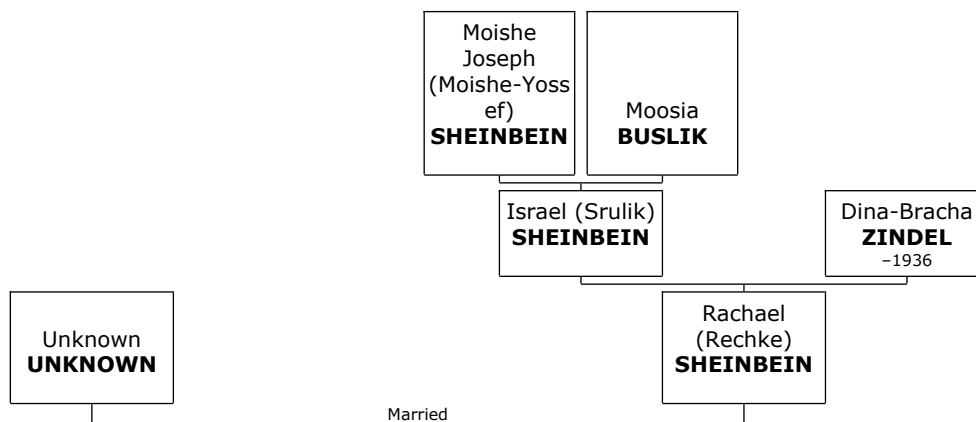 Moishe
Joseph
(Moishe-Yoss
ef)
SHEINBEIN
Moosia
BUSLIK
Israel (Srulik)
SHEINBEIN
Dina-Bracha
ZINDEL
–1936
Unknown
UNKNOWN
Rachael
(Rechke)
SHEINBEIN
Married